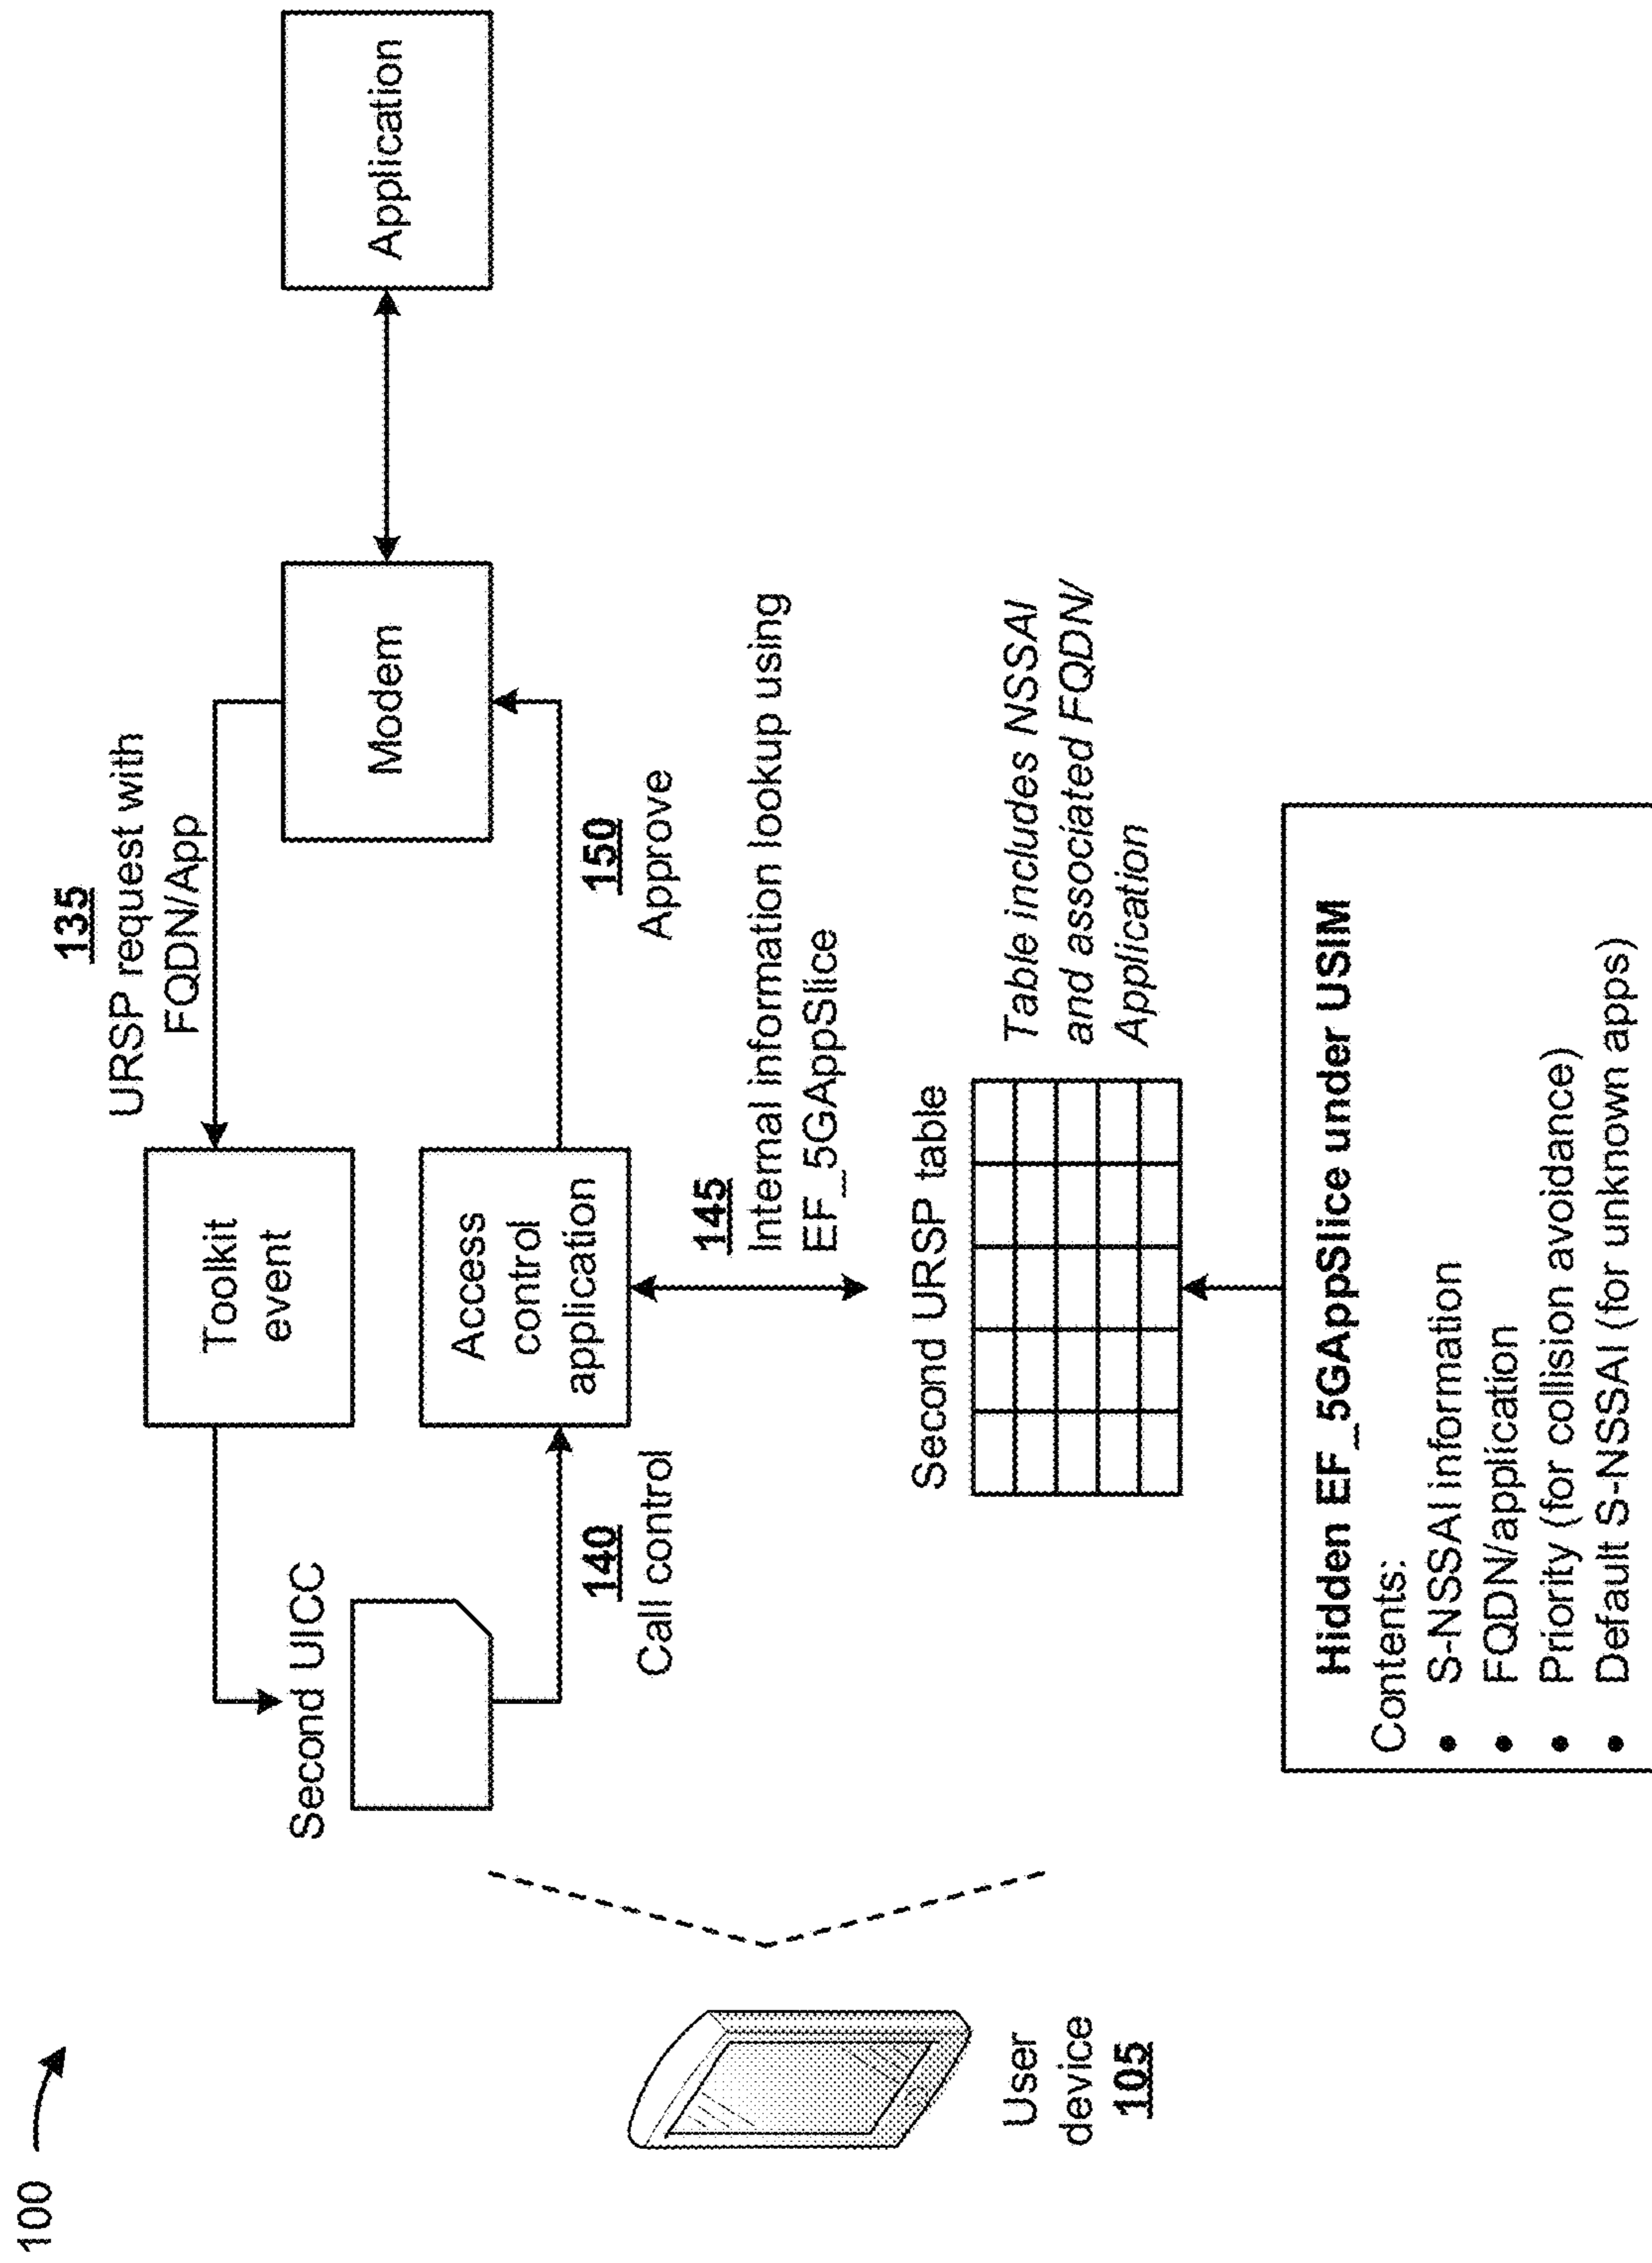 100
135
URSP request with
FQDN/App
Toolkit
event
Second UICC
Modem
Application
Access
control
application
140
Call control
150
Approve
145
Internal information lookup using
EF_5GAppSlice
Second URSP table
Table includes NSSAI
and associated FQDN/
Application
User
device
105
Hidden EF_5GAppSlice under USIM
Contents:
• S-NSSAI information
• FQDN/application
• Priority (for collision avoidance)
• Default S-NSSAI (for unknown apps)